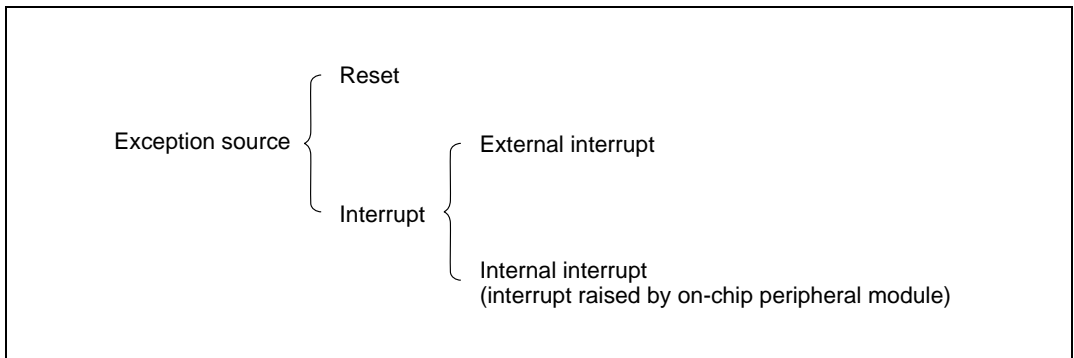 Reset
Exception source
External interrupt
Interrupt
Internal interrupt
(interrupt raised by on-chip peripheral module)